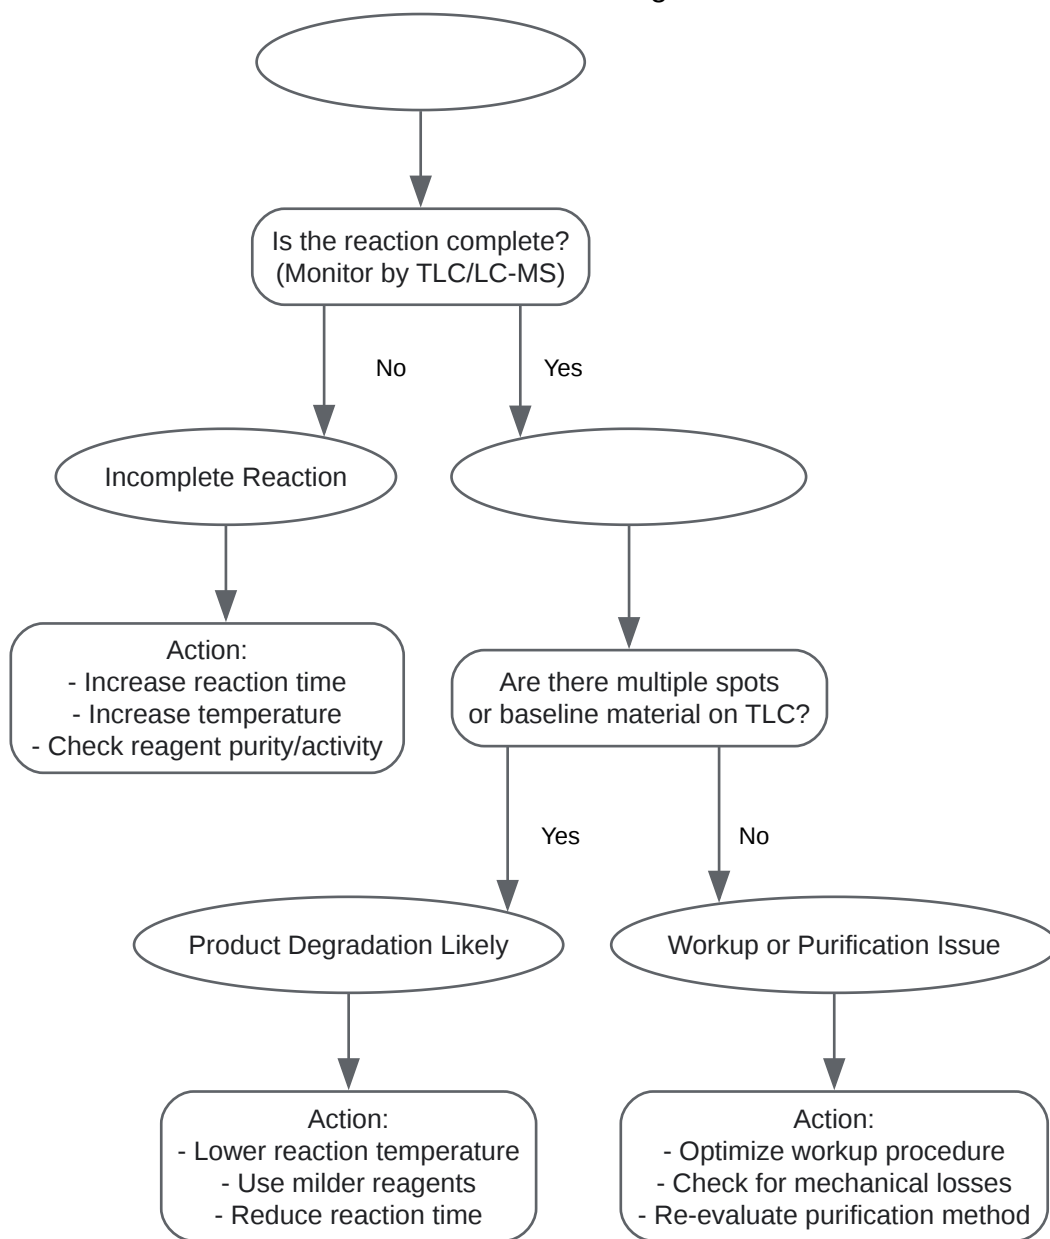 Is the reaction complete?
(Monitor by TLC/LC-MS)
No
Yes
Incomplete Reaction
Action:
- Increase reaction time
- Increase temperature
- Check reagent purity/activity
Are there multiple spots
or baseline material on TLC?
Yes
No
Product Degradation Likely
Workup or Purification Issue
Action:
- Lower reaction temperature
- Use milder reagents
- Reduce reaction time
Action:
- Optimize workup procedure
- Check for mechanical losses
- Re-evaluate purification method